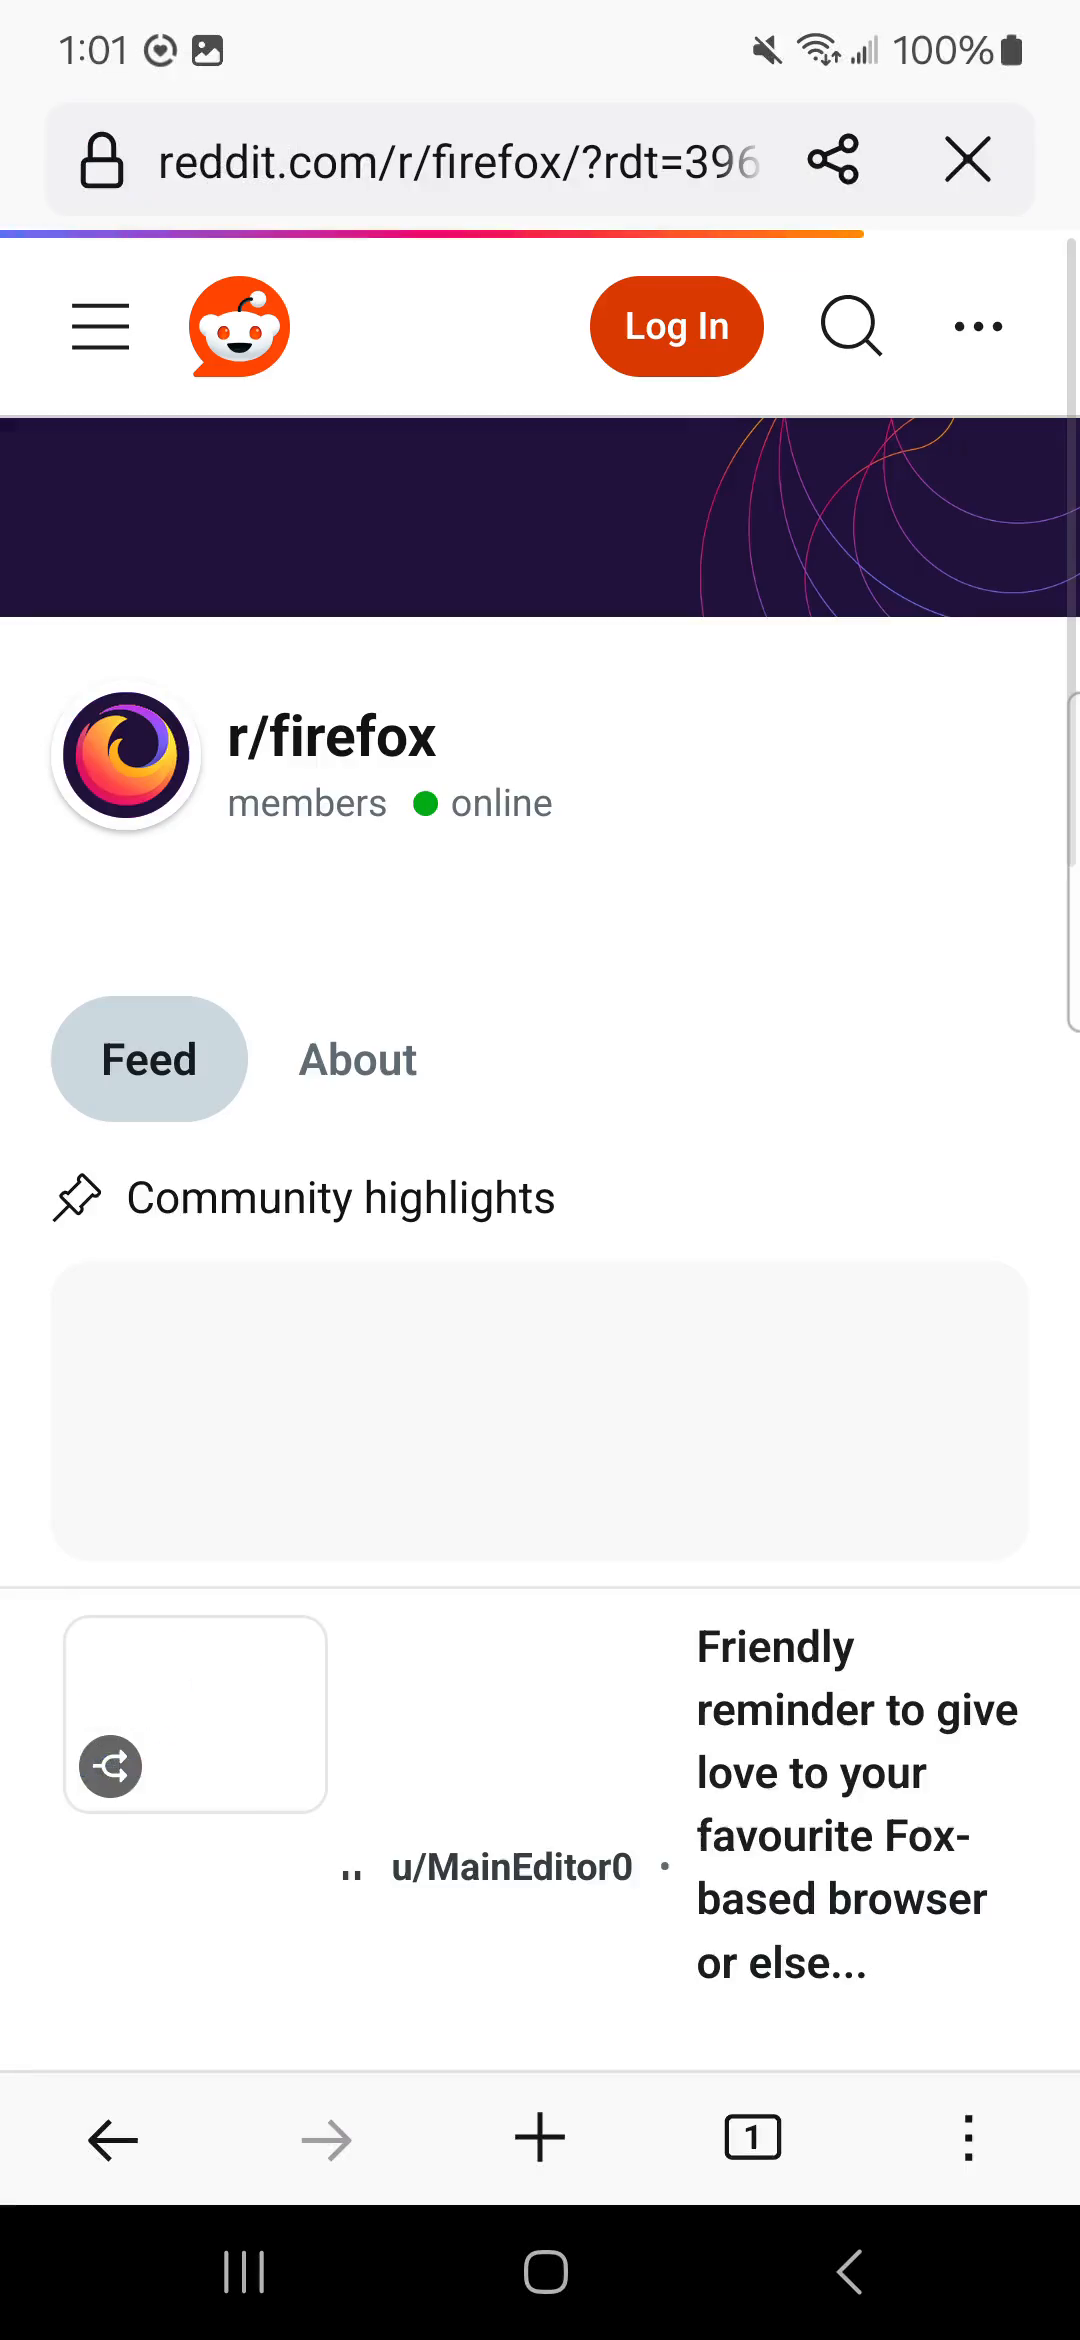 1:01 100%
reddit.com/r/firefox/?rdt=396
Log In
r/firefox
members online
Feed About
Community highlights
Friendly
reminder to give
love to your
favourite Fox-
based browser
or else...
u/MainEditor0 •
1